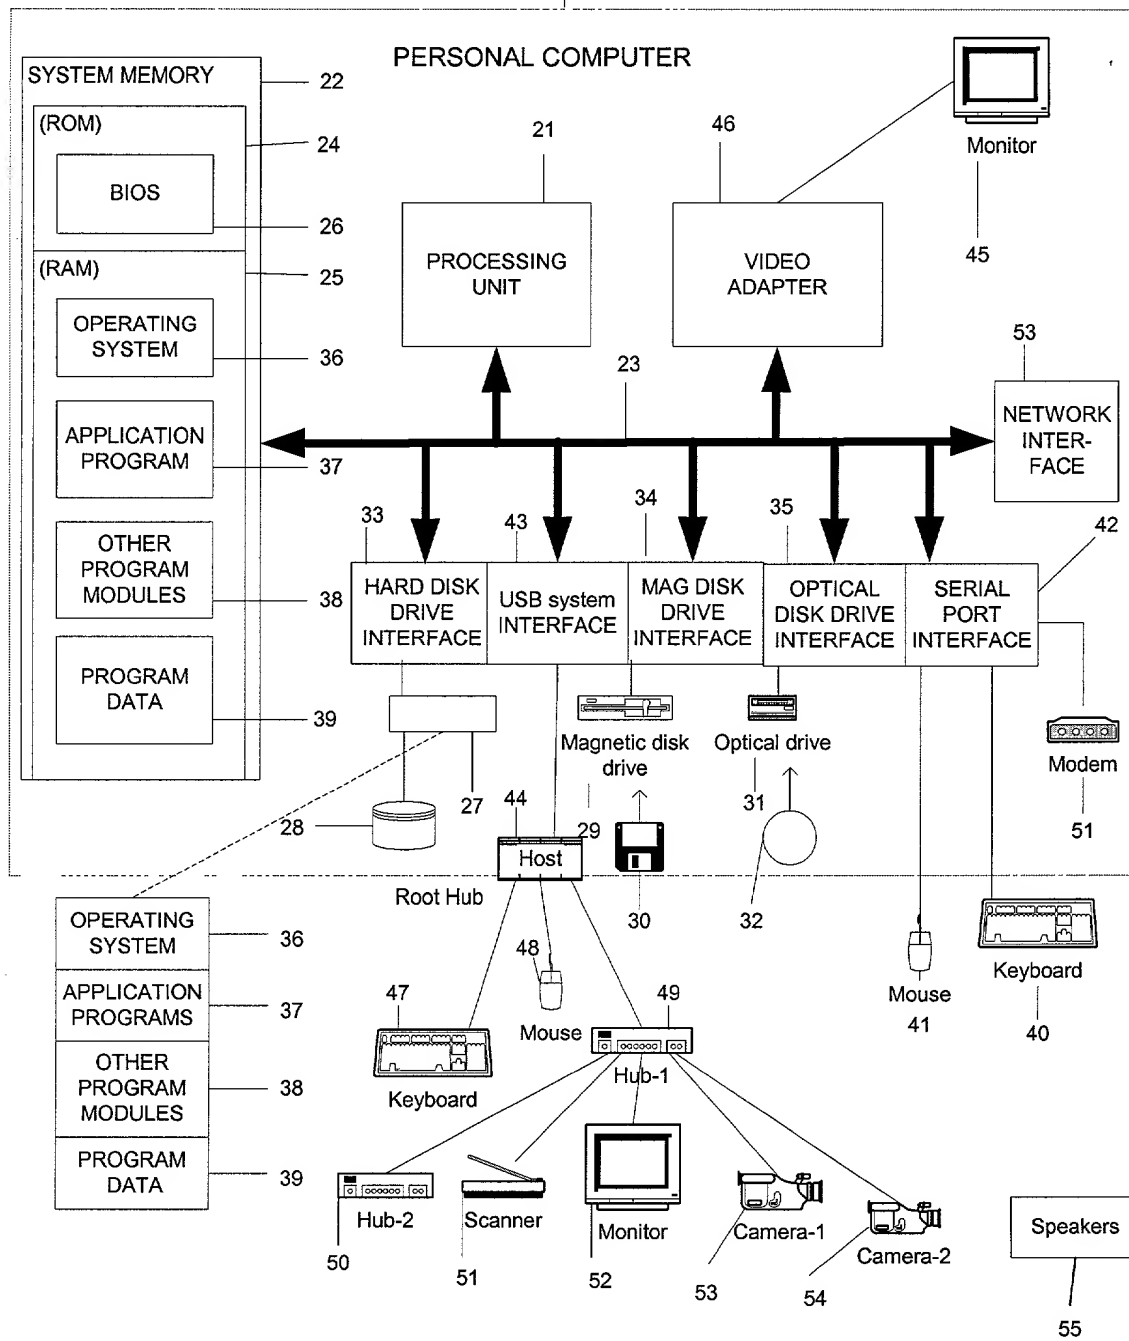 PERSONAL COMPUTER
SYSTEM MEMORY
22
(ROM)
24
BIOS
26
(RAM)
25
OPERATING
SYSTEM
36
APPLICATION
PROGRAM
37
OTHER
PROGRAM
MODULES
38
PROGRAM
DATA
39
21
PROCESSING
UNIT
46
VIDEO
ADAPTER
Monitor
45
23
53
NETWORK
INTER-
FACE
33
HARD DISK
DRIVE
INTERFACE
43
USB system
INTERFACE
34
MAG DISK
DRIVE
INTERFACE
35
OPTICAL
DISK DRIVE
INTERFACE
42
SERIAL
PORT
INTERFACE
27
28
Magnetic disk
drive
29
Optical drive
31
Modem
51
44
Host
Root Hub
30
32
OPERATING
SYSTEM
36
APPLICATION
PROGRAMS
37
OTHER
PROGRAM
MODULES
38
PROGRAM
DATA
39
47
Keyboard
48
Mouse
49
Hub-1
Mouse
41
Keyboard
40
Hub-2
50
Scanner
51
Monitor
52
Camera-1
53
Camera-2
54
Speakers
55